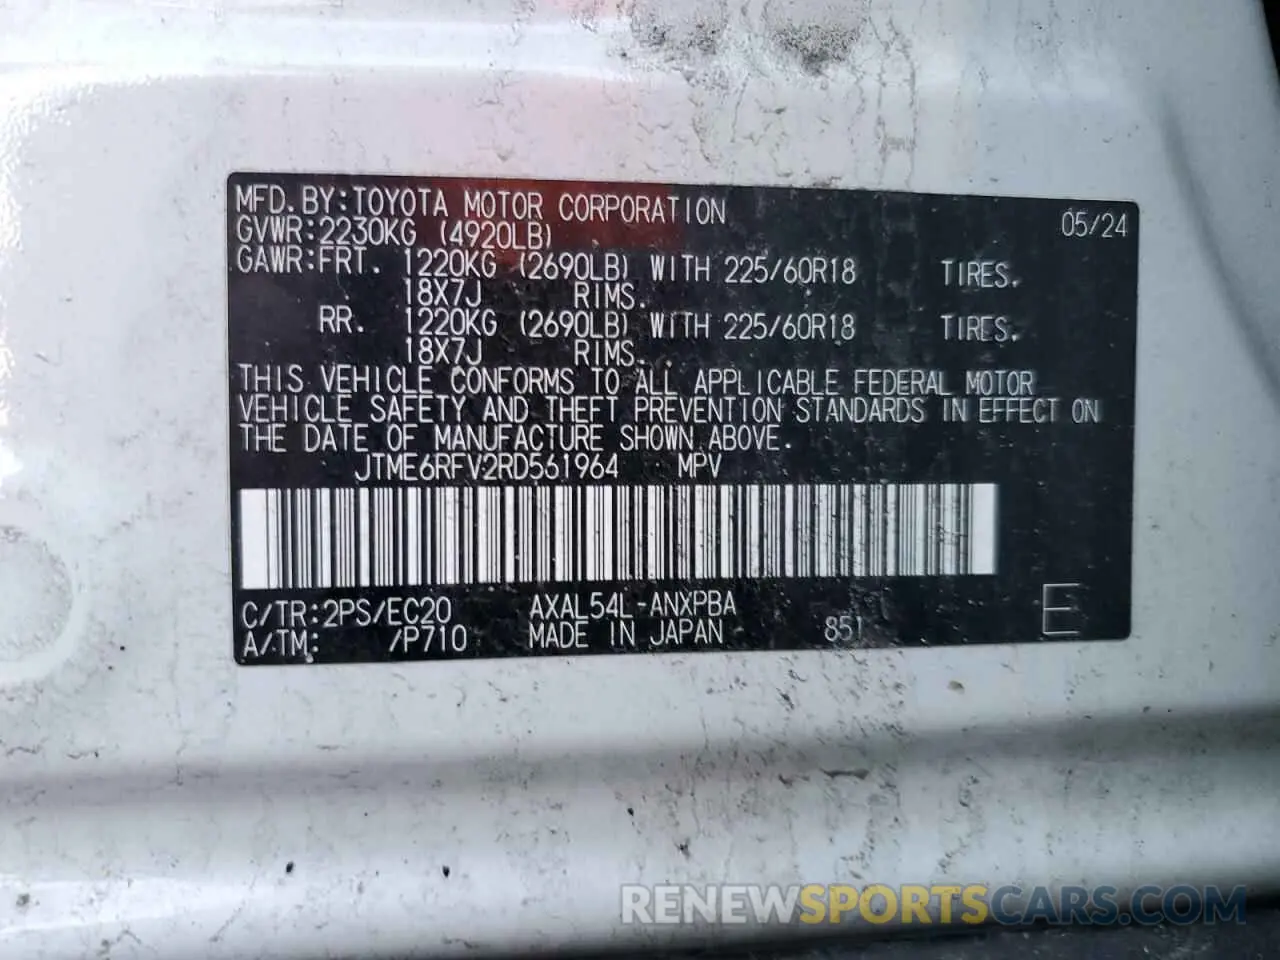 MFD. BY:TOYOTA MOTOR CORPORATION 05/24
GVWR:2230KG (4920LB)
GAWR:FRT. 1220KG (2690LB) WITH 225/60R18 TIRES.
18X7J RIMS.
RR. 1220KG (2690LB) WITH 225/60R18 TIRES.
18X7J RIMS.
THIS VEHICLE CONFORMS TO ALL APPLICABLE FEDERAL MOTOR
VEHICLE SAFETY AND THEFT PREVENTION STANDARDS IN EFFECT ON
THE DATE OF MANUFACTURE SHOWN ABOVE.
JTME6RFV2RD561964 MPV
C/TR:2PS/EC20 AXAL54L-ANXPBA
A/TM: /P710 MADE IN JAPAN 851 E
RENEWSPORTSCARS.COM